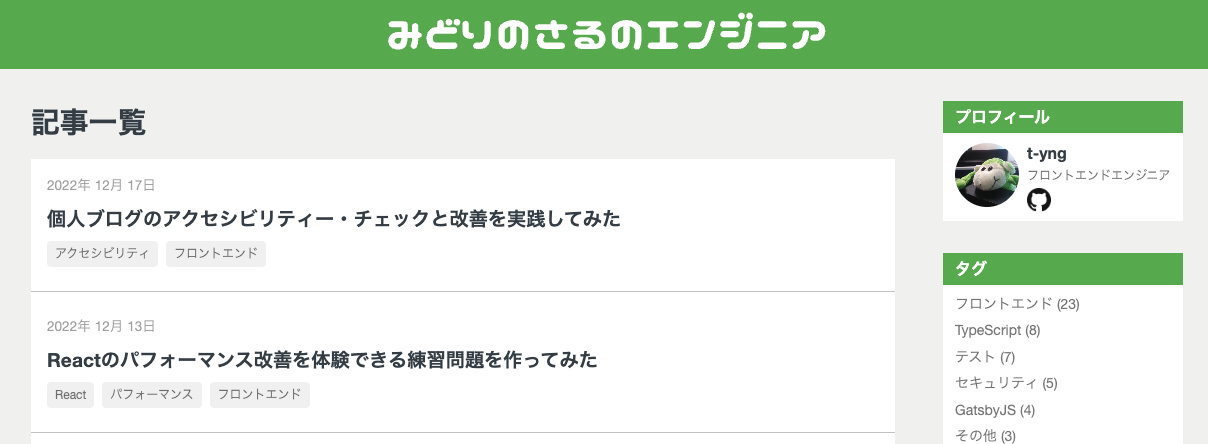 みどりのさるのエンジニア
記事一覧
2022年 12月 17日
個人ブログのアクセシビリティー・チェックと改善を実践してみた
アクセシビリティ フロントエンド
2022年 12月 13日
Reactのパフォーマンス改善を体験できる練習問題を作ってみた
React パフォーマンス フロントエンド
プロフィール
t-yng
フロントエンドエンジニア
タグ
フロントエンド (23)
TypeScript (8)
テスト (7)
セキュリティ (5)
GatsbyJS (4)
その他 (3)